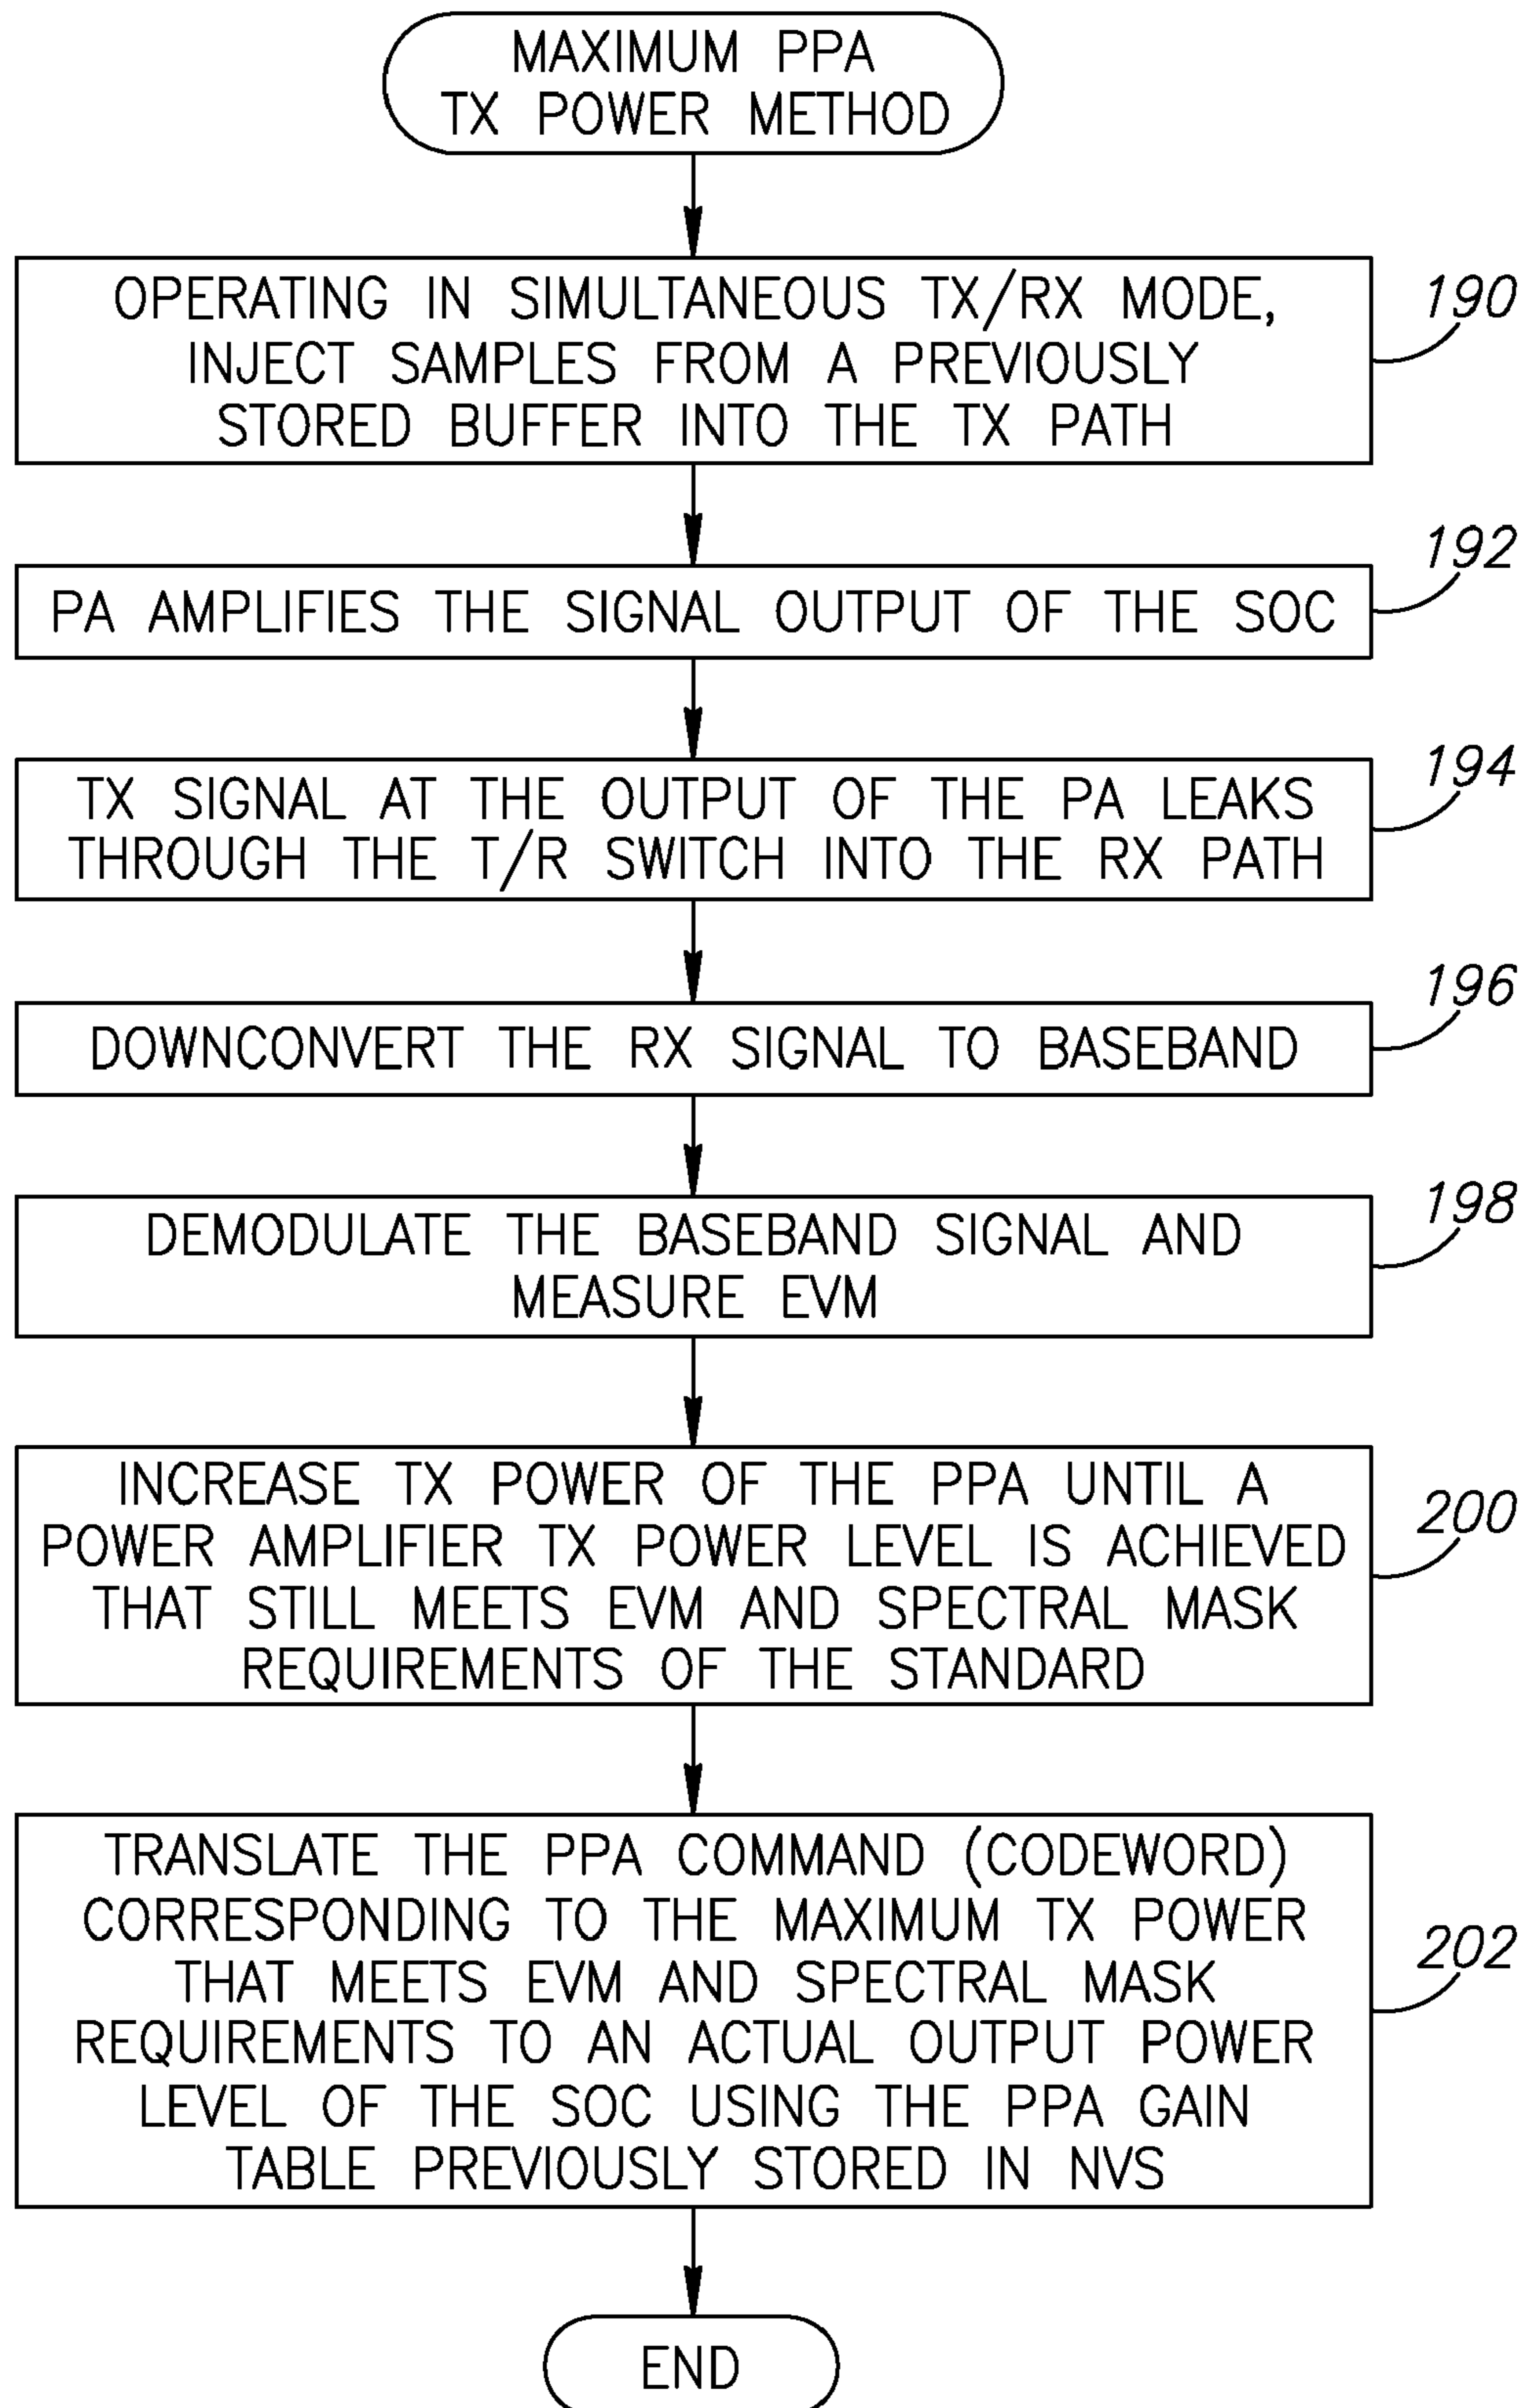 MAXIMUM PPA
TX POWER METHOD
OPERATING IN SIMULTANEOUS TX/RX MODE,
INJECT SAMPLES FROM A PREVIOUSLY
STORED BUFFER INTO THE TX PATH
190
PA AMPLIFIES THE SIGNAL OUTPUT OF THE SOC
192
TX SIGNAL AT THE OUTPUT OF THE PA LEAKS
THROUGH THE T/R SWITCH INTO THE RX PATH
194
DOWNCONVERT THE RX SIGNAL TO BASEBAND
196
DEMODULATE THE BASEBAND SIGNAL AND
MEASURE EVM
198
INCREASE TX POWER OF THE PPA UNTIL A
POWER AMPLIFIER TX POWER LEVEL IS ACHIEVED
THAT STILL MEETS EVM AND SPECTRAL MASK
REQUIREMENTS OF THE STANDARD
200
TRANSLATE THE PPA COMMAND (CODEWORD)
CORRESPONDING TO THE MAXIMUM TX POWER
THAT MEETS EVM AND SPECTRAL MASK
REQUIREMENTS TO AN ACTUAL OUTPUT POWER
LEVEL OF THE SOC USING THE PPA GAIN
TABLE PREVIOUSLY STORED IN NVS
202
END